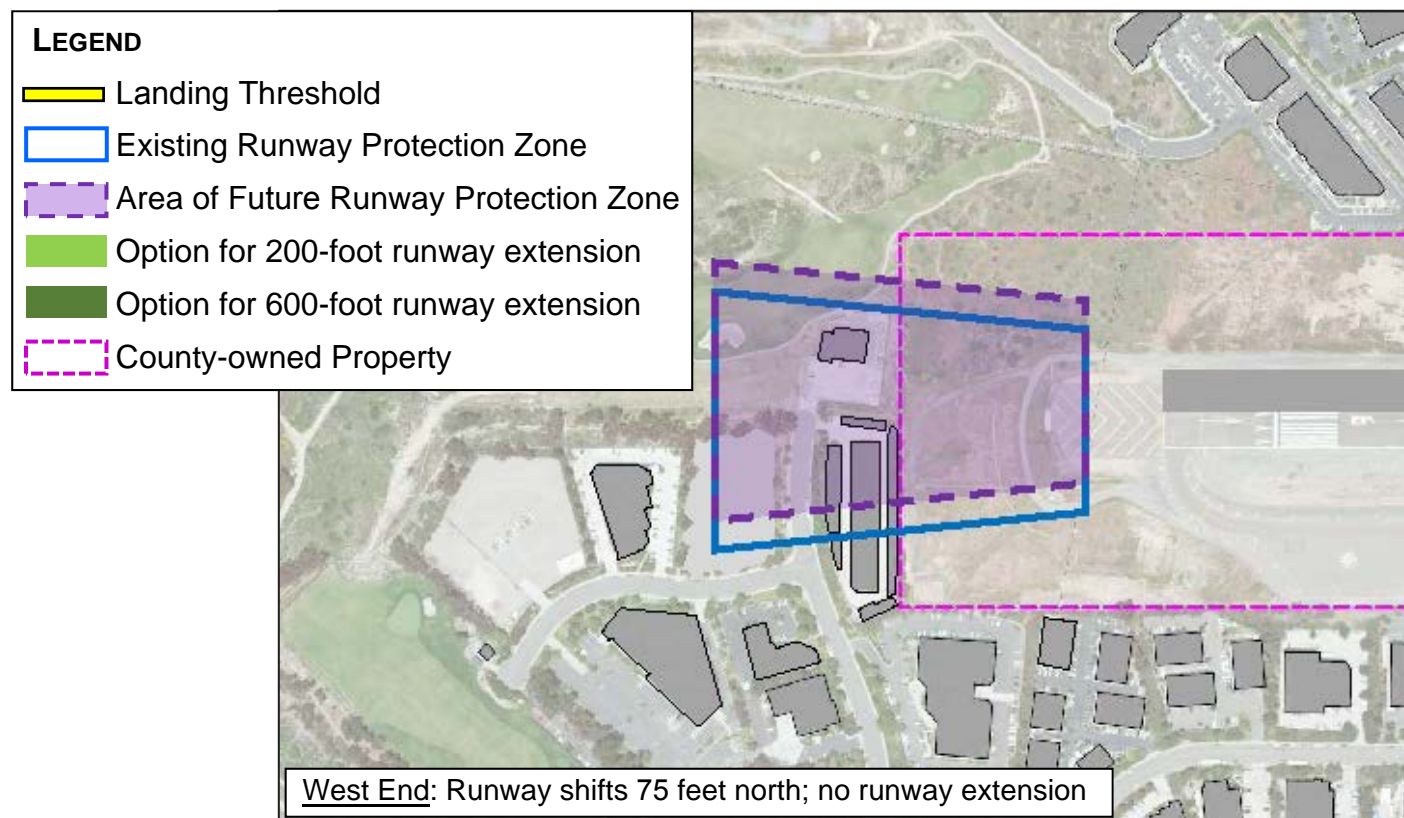 LEGEND
Landing Threshold
Existing Runway Protection Zone
Area of Future Runway Protection Zone
Option for 200-foot runway extension
Option for 600-foot runway extension
County-owned Property
West End: Runway shifts 75 feet north; no runway extension